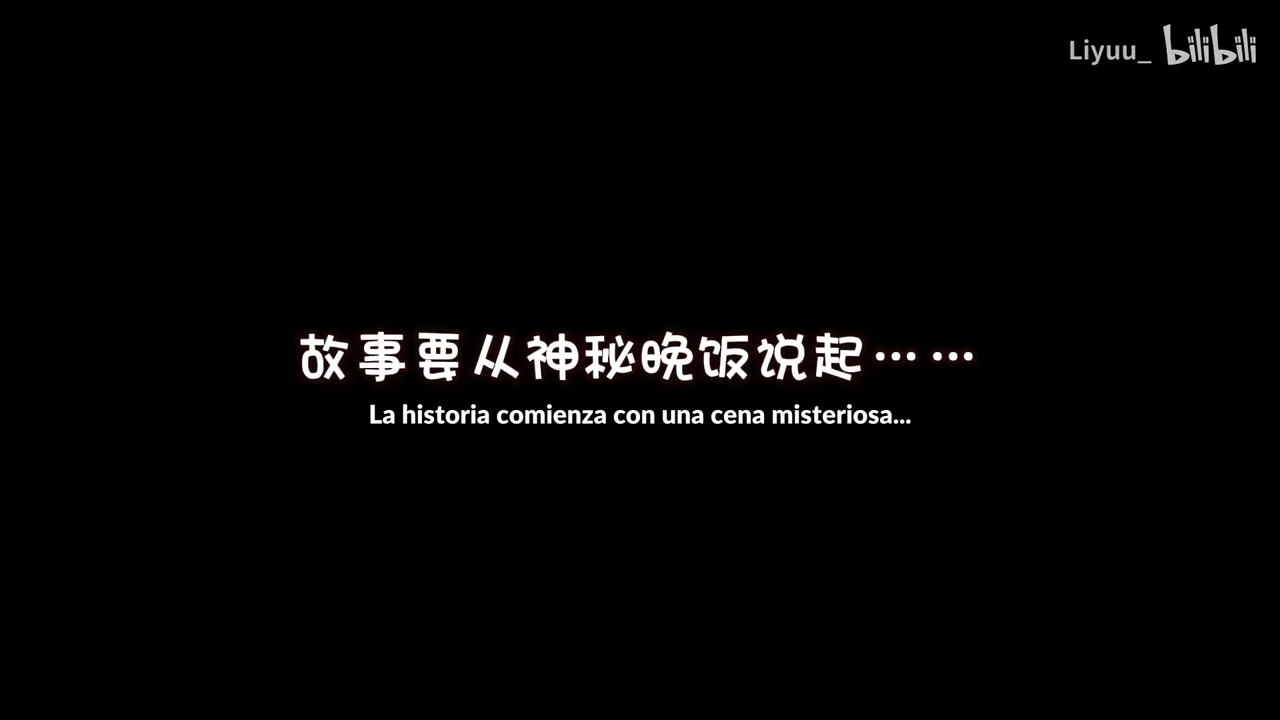 Liyuu_ bilibili
故事要从神秘晚饭说起……
La historia comienza con una cena misteriosa...